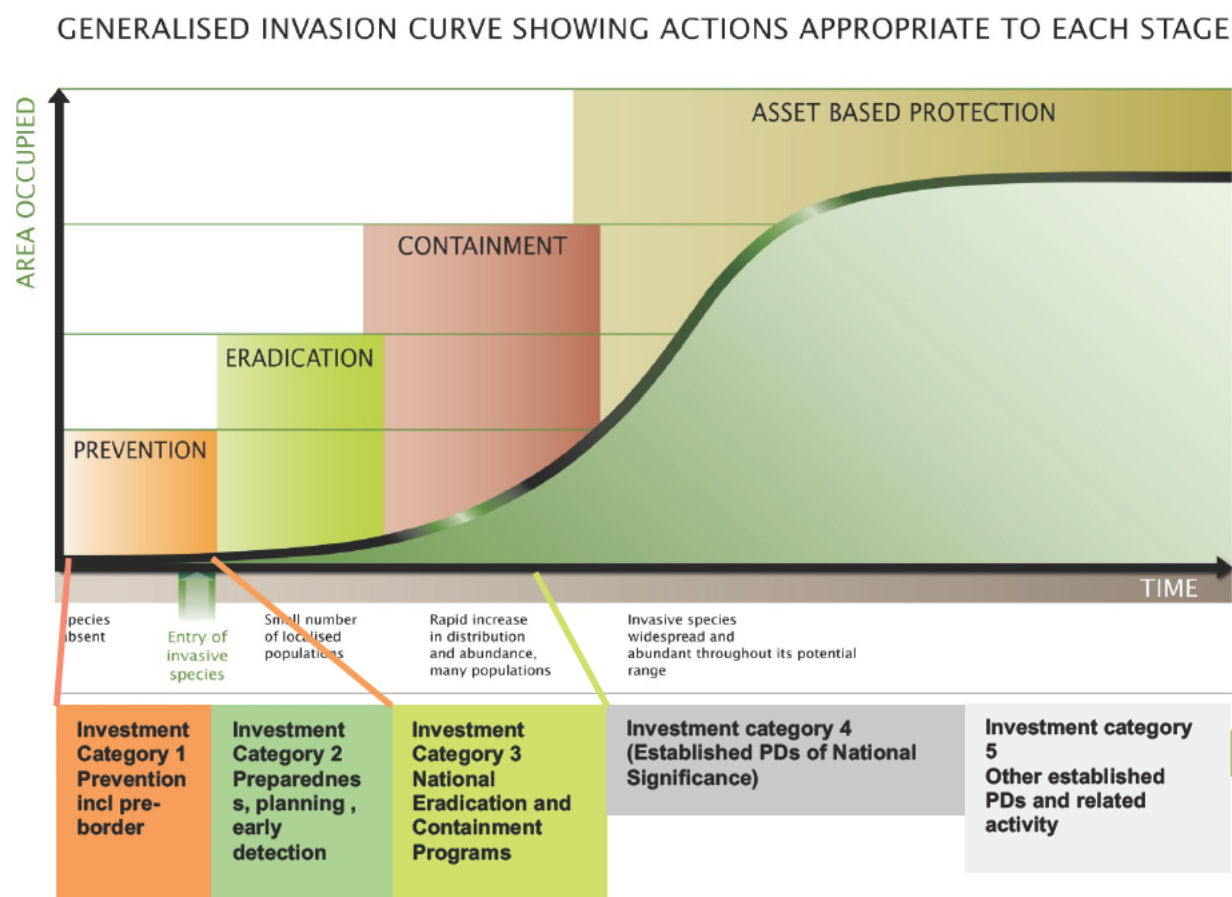 GENERALISED INVASION CURVE SHOWING ACTIONS APPROPRIATE TO EACH STAGE
AREA OCCUPIED
ASSET BASED PROTECTION
CONTAINMENT
ERADICATION
PREVENTION
TIME
pecies
absent
Entry of
invasive
species
Small number
of localised
populations
Rapid increase
in distribution
and abundance,
many populations
Invasive species
widespread and
abundant throughout its potential
range
Investment
Category 1
Prevention
incl pre-
border
Investment
Category 2
Preparednes
s, planning ,
early
detection
Investment
Category 3
National
Eradication and
Containment
Programs
Investment category 4
(Established PDs of National
Significance)
Investment category
5
Other established
PDs and related
activity